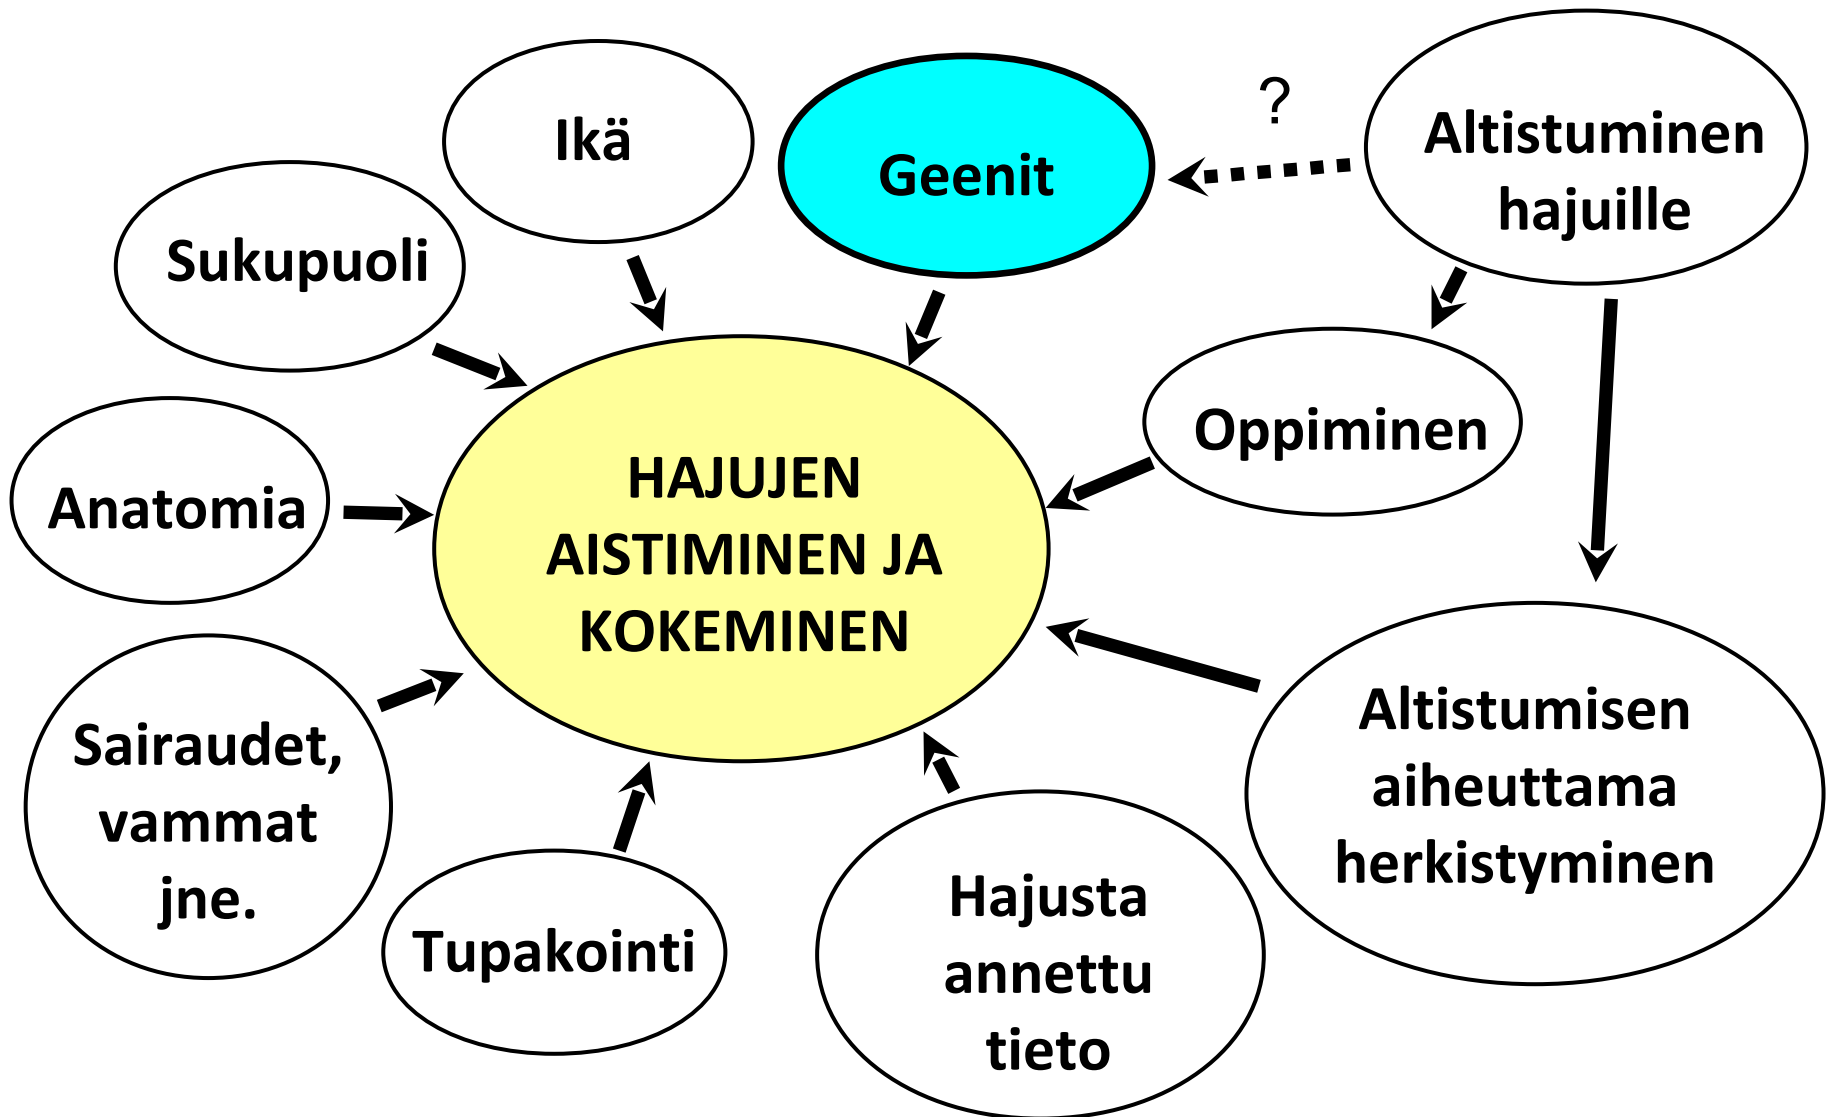 Ikä
Geenit
?
Altistuminen
hajuille
Sukupuoli
Oppiminen
Anatomia
HAJUJEN
AISTIMINEN JA
KOKEMINEN
Sairaudet,
vammat
jne.
Tupakointi
Hajusta
annettu
tieto
Altistumisen
aiheuttama
herkistyminen